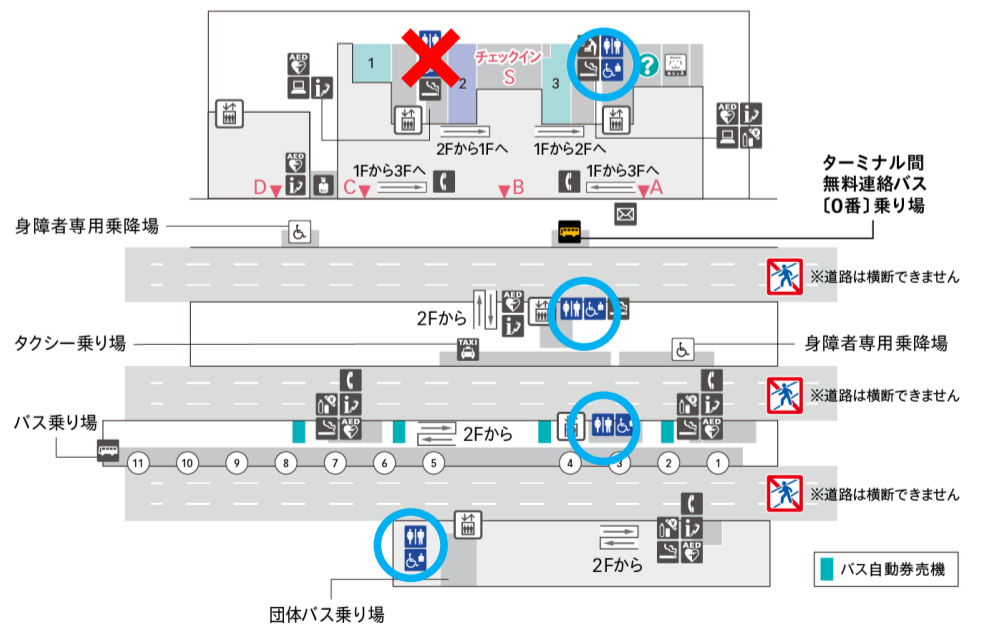 AED
1
2
チェックイン
S
3
?
AED
2Fから1Fへ
1Fから2Fへ
AED
1Fから3Fへ
1Fから3Fへ
D
C
B
A
ターミナル間
無料連絡バス
〔0番〕乗り場
身障者専用乗降場
※道路は横断できません
AED
2Fから
タクシー乗り場
TAXI
身障者専用乗降場
※道路は横断できません
バス乗り場
AED
2Fから
AED
11
10
9
8
7
6
5
4
3
2
1
※道路は横断できません
AED
2Fから
バス自動券売機
団体バス乗り場